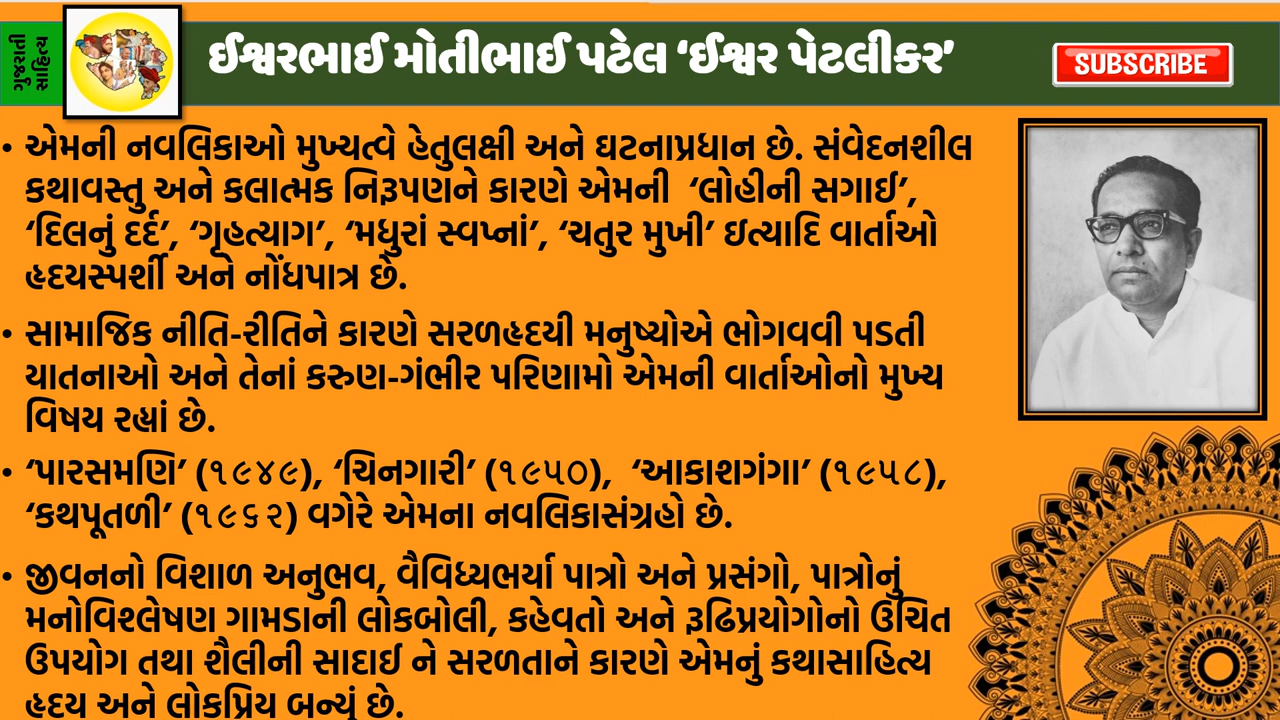 ગુજરાતી
સાહિત્ય
ઈશ્વરભાઈ મોતીભાઈ પટેલ ‘ઈશ્વર પેટલીકર’
SUBSCRIBE
• એમની નવલિકાઓ મુખ્યત્વે હેતુલક્ષી અને ઘટનાપ્રધાન છે. સંવેદનશીલ
કથાવસ્તુ અને કલાત્મક નિરૂપણને કારણે એમની ‘લોહીની સગાઈ’,
‘દિલનું દર્દ’, ‘ગૃહત્યાગ’, ‘મધુરાં સ્વપ્નાં’, ‘ચતુર મુખી’ ઇત્યાદિ વાર્તાઓ
હૃદયસ્પર્શી અને નોંધપાત્ર છે.
• સામાજિક નીતિ-રીતિને કારણે સરળહૃદયી મનુષ્યોએ ભોગવવી પડતી
યાતનાઓ અને તેનાં કરુણ-ગંભીર પરિણામો એમની વાર્તાઓનો મુખ્ય
વિષય રહ્યાં છે.
• ‘પારસમણિ’ (૧૯૪૯), ‘ચિનગારી’ (૧૯૫૦), ‘આકાશગંગા’ (૧૯૫૮),
‘કથપૂતળી’ (૧૯૬૨) વગેરે એમના નવલિકાસંગ્રહો છે.
• જીવનનો વિશાળ અનુભવ, વૈવિધ્યભર્યા પાત્રો અને પ્રસંગો, પાત્રોનું
મનોવિશ્લેષણ ગામડાની લોકબોલી, કહેવતો અને રૂઢિપ્રયોગોનો ઉચિત
ઉપયોગ તથા શૈલીની સાદાઈ ને સરળતાને કારણે એમનું કથાસાહિત્ય
હૃદય અને લોકપ્રિય બન્યું છે.